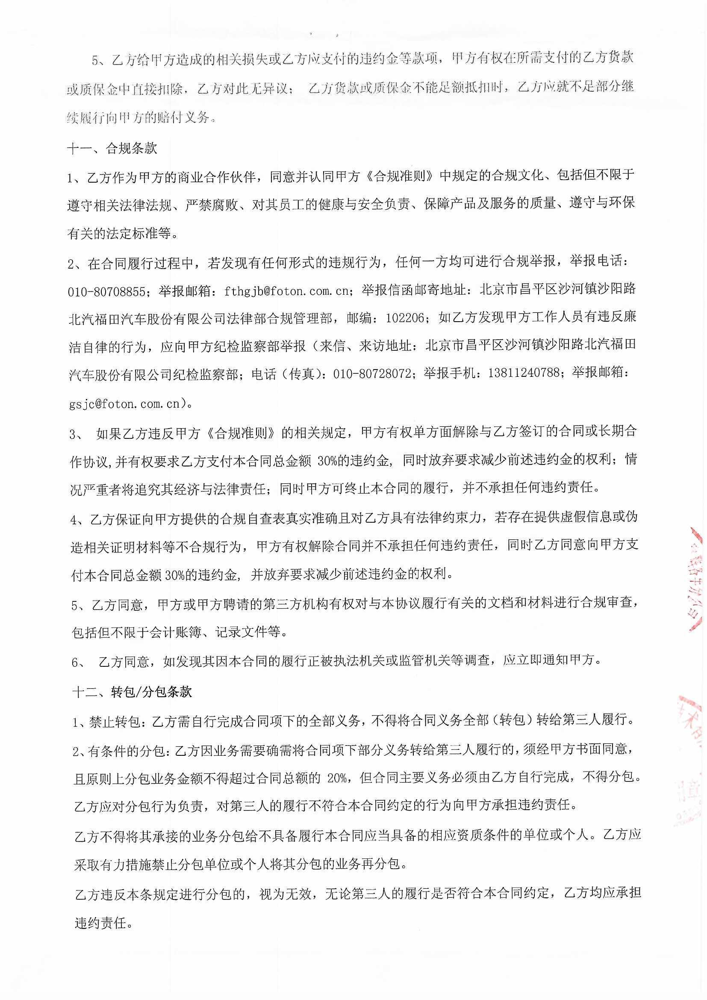 5、乙方给甲方造成的相关损失或乙方应支付的违约金等款项，甲方有权在所需支付的乙方货款
或质保金中直接扣除，乙方对此无异议； 乙方货款或质保金不能足额抵扣时，乙方应就不足部分继
续履行向甲方的赔付义务。
十一、合规条款
1、乙方作为甲方的商业合作伙伴，同意并认同甲方《合规准则》中规定的合规文化、包括但不限于
遵守相关法律法规、严禁腐败、对其员工的健康与安全负责、保障产品及服务的质量、遵守与环保
有关的法定标准等。
2、在合同履行过程中，若发现有任何形式的违规行为，任何一方均可进行合规举报，举报电话：
010-80708855；举报邮箱：fthgjb@foton.com.cn；举报信函邮寄地址：北京市昌平区沙河镇沙阳路
北汽福田汽车股份有限公司法律部合规管理部，邮编：102206；如乙方发现甲方工作人员有违反廉
洁自律的行为，应向甲方纪检监察部举报（来信、来访地址：北京市昌平区沙河镇沙阳路北汽福田
汽车股份有限公司纪检监察部；电话（传真）：010-80728072；举报手机：13811240788；举报邮箱：
gsjc@foton.com.cn）。
3、 如果乙方违反甲方《合规准则》的相关规定，甲方有权单方面解除与乙方签订的合同或长期合
作协议,并有权要求乙方支付本合同总金额 30%的违约金, 同时放弃要求减少前述违约金的权利；情
况严重者将追究其经济与法律责任；同时甲方可终止本合同的履行，并不承担任何违约责任。
4、乙方保证向甲方提供的合规自查表真实准确且对乙方具有法律约束力，若存在提供虚假信息或伪
造相关证明材料等不合规行为，甲方有权解除合同并不承担任何违约责任，同时乙方同意向甲方支
付本合同总金额 30%的违约金, 并放弃要求减少前述违约金的权利。
5、乙方同意，甲方或甲方聘请的第三方机构有权对与本协议履行有关的文档和材料进行合规审查，
包括但不限于会计账簿、记录文件等。
6、 乙方同意，如发现其因本合同的履行正被执法机关或监管机关等调查，应立即通知甲方。
十二、转包/分包条款
1、禁止转包：乙方需自行完成合同项下的全部义务，不得将合同义务全部（转包）转给第三人履行。
2、有条件的分包：乙方因业务需要确需将合同项下部分义务转给第三人履行的，须经甲方书面同意，
且原则上分包业务金额不得超过合同总额的 20%，但合同主要义务必须由乙方自行完成，不得分包。
乙方应对分包行为负责，对第三人的履行不符合本合同约定的行为向甲方承担违约责任。
乙方不得将其承接的业务分包给不具备履行本合同应当具备的相应资质条件的单位或个人。乙方应
采取有力措施禁止分包单位或个人将其分包的业务再分包。
乙方违反本条规定进行分包的，视为无效，无论第三人的履行是否符合本合同约定，乙方均应承担
违约责任。